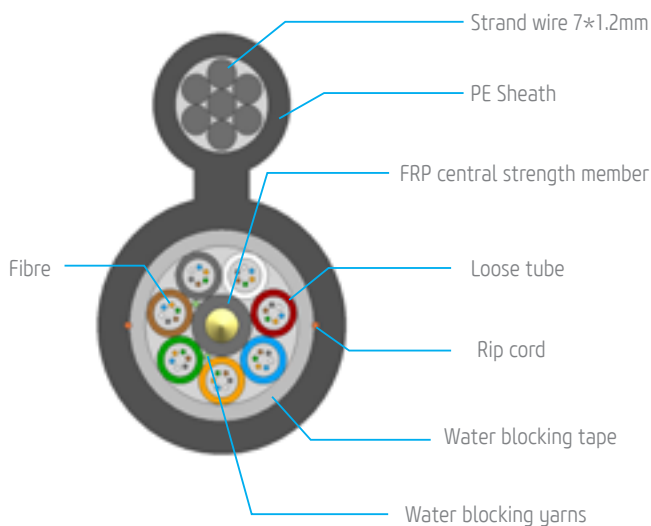 Strand wire 7*1.2mm
PE Sheath
FRP central strength member
Fibre
Loose tube
Rip cord
Water blocking tape
Water blocking yarns